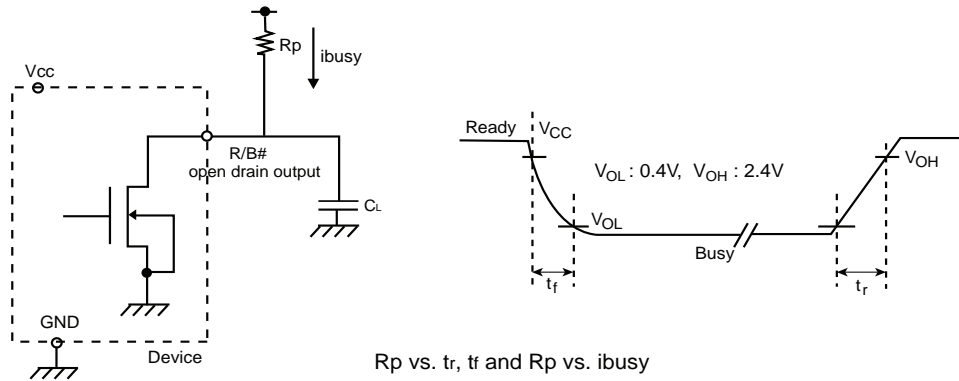 Rp
ibusy
Vcc
R/B#
open drain output
CL
GND
Device
Ready
VCC
VOL : 0.4V, VOH : 2.4V
VOH
VOL
Busy
tf
tr
Rp vs. tr, tf and Rp vs. ibusy